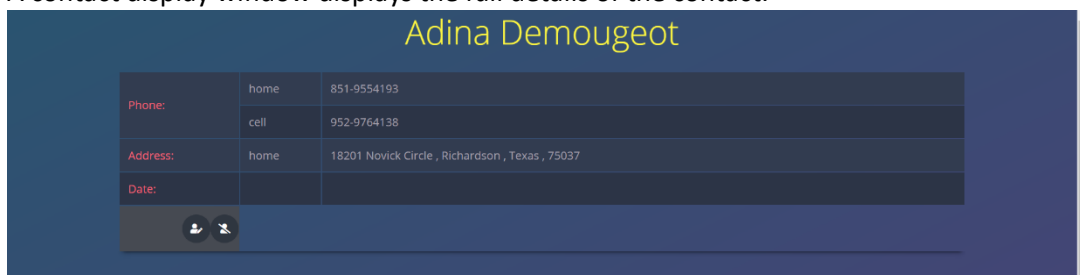 A contact display window displays the full details of the contact.
Adina Demougeot
Phone: home 851-9554193
cell 952-9764138
Address: home 18201 Novick Circle , Richardson , Texas , 75037
Date: